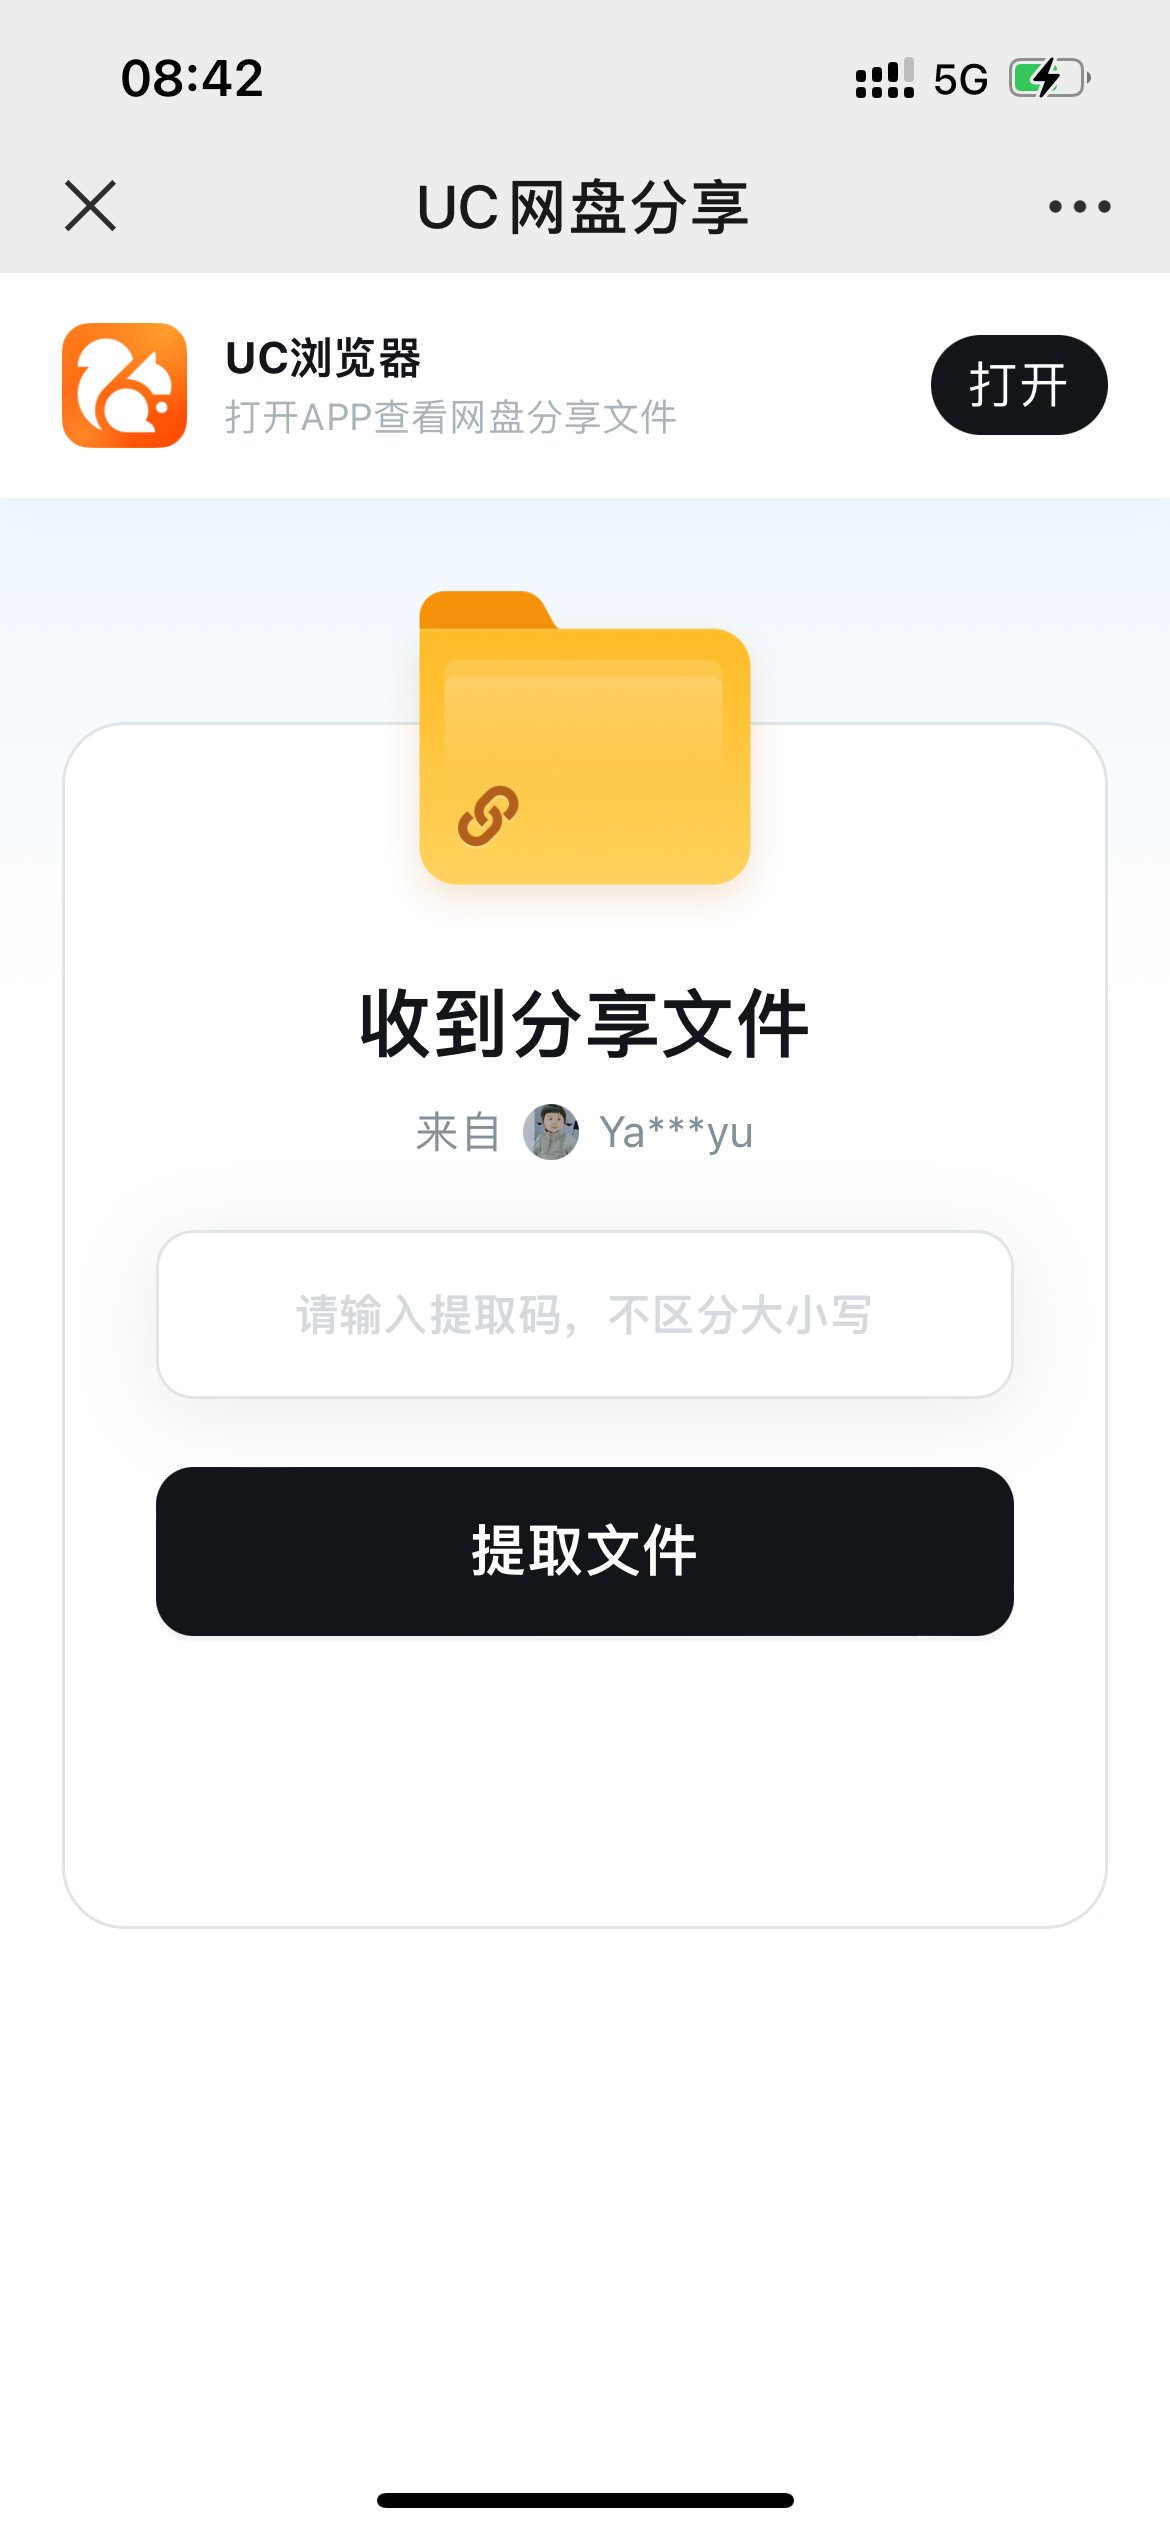 08:42
5G
UC网盘分享
UC浏览器
打开APP查看网盘分享文件
打开
收到分享文件
来自 Ya***yu
请输入提取码，不区分大小写
提取文件